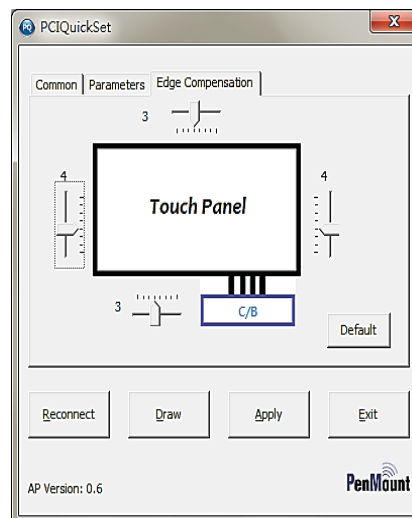 PCIQuickSet
Common Parameters Edge Compensation
3
4 4
Touch Panel
3
C/B
Default
Reconnect Draw Apply Exit
AP Version: 0.6 PenMount